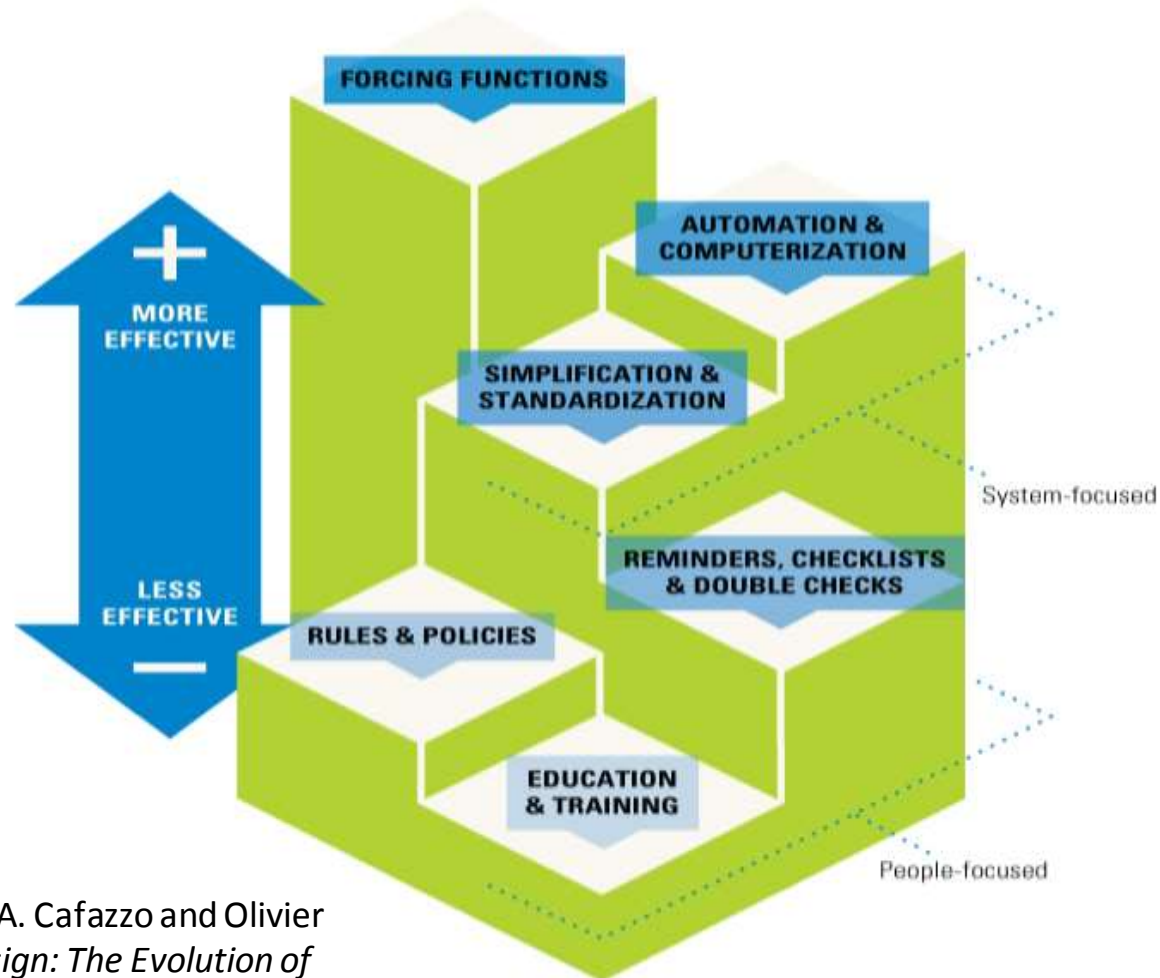 FORCING FUNCTIONS
AUTOMATION &
COMPUTERIZATION
+
MORE
EFFECTIVE
SIMPLIFICATION &
STANDARDIZATION
System-focused
REMINDERS, CHECKLISTS
& DOUBLE CHECKS
LESS
EFFECTIVE
−
RULES & POLICIES
EDUCATION
& TRAINING
People-focused
A. Cafazzo and Olivier
sign: The Evolution of